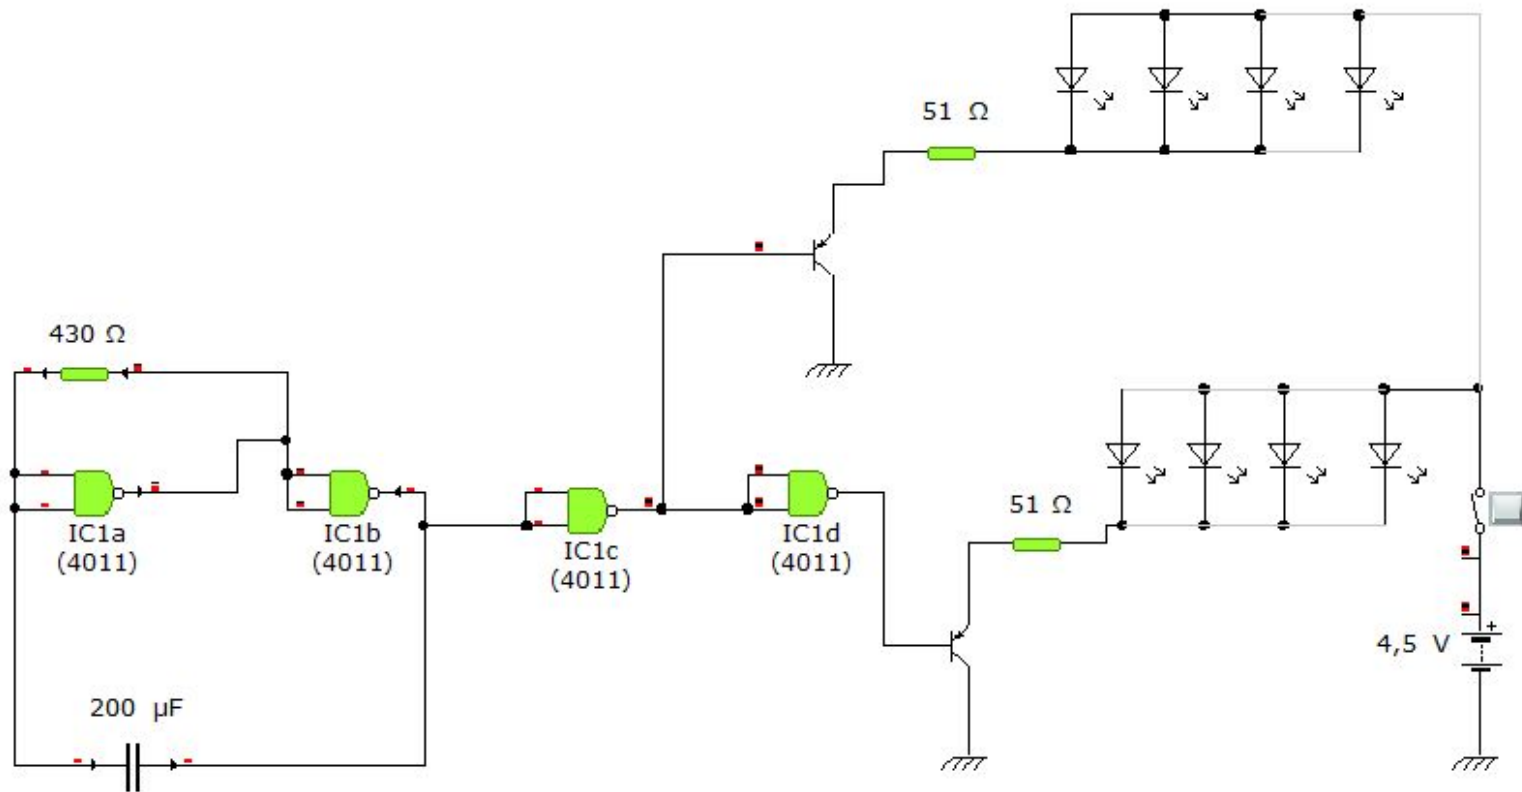 51 Ω
430 Ω
IC1a
(4011)
IC1b
(4011)
IC1c
(4011)
IC1d
(4011)
51 Ω
4,5 V
+
200 µF